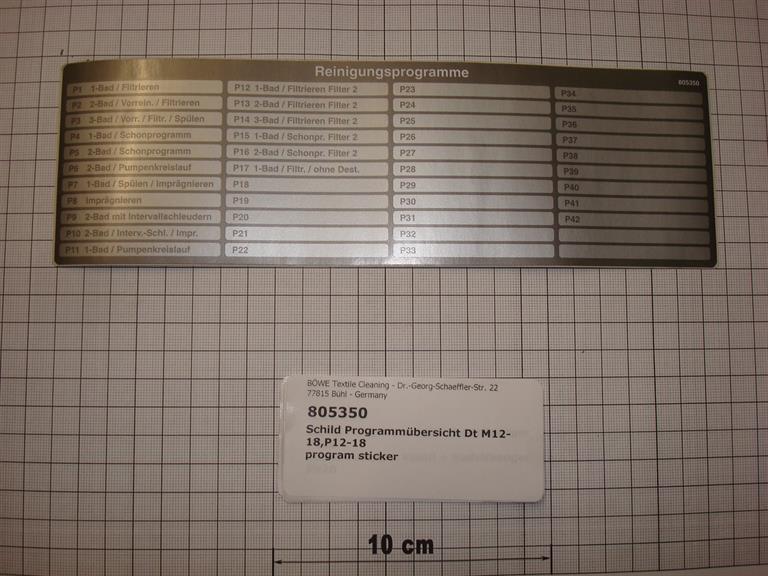 Reinigungsprogramme
805350
P1 1-Bad / Filtrieren
P2 2-Bad / Vorrein. / Filtrieren
P3 3-Bad / Vorr. / Filtr. / Spülen
P4 1-Bad / Schonprogramm
P5 2-Bad / Schonprogramm
P6 2-Bad / Pumpenkreislauf
P7 1-Bad / Spülen / Imprägnieren
P8 Imprägnieren
P9 2-Bad mit Intervallschleudern
P10 2-Bad / Interv.-Schl. / Impr.
P11 1-Bad / Pumpenkreislauf
P12 1-Bad / Filtrieren Filter 2
P13 2-Bad / Filtrieren Filter 2
P14 3-Bad / Filtrieren Filter 2
P15 1-Bad / Schonpr. Filter 2
P16 2-Bad / Schonpr. Filter 2
P17 1-Bad / Filtr. / ohne Dest.
P18
P19
P20
P21
P22
P23
P24
P25
P26
P27
P28
P29
P30
P31
P32
P33
P34
P35
P36
P37
P38
P39
P40
P41
P42
BÖWE Textile Cleaning - Dr.-Georg-Schaeffler-Str. 22
77815 Bühl - Germany
805350
Schild Programmübersicht Dt M12-
18,P12-18
program sticker
10 cm